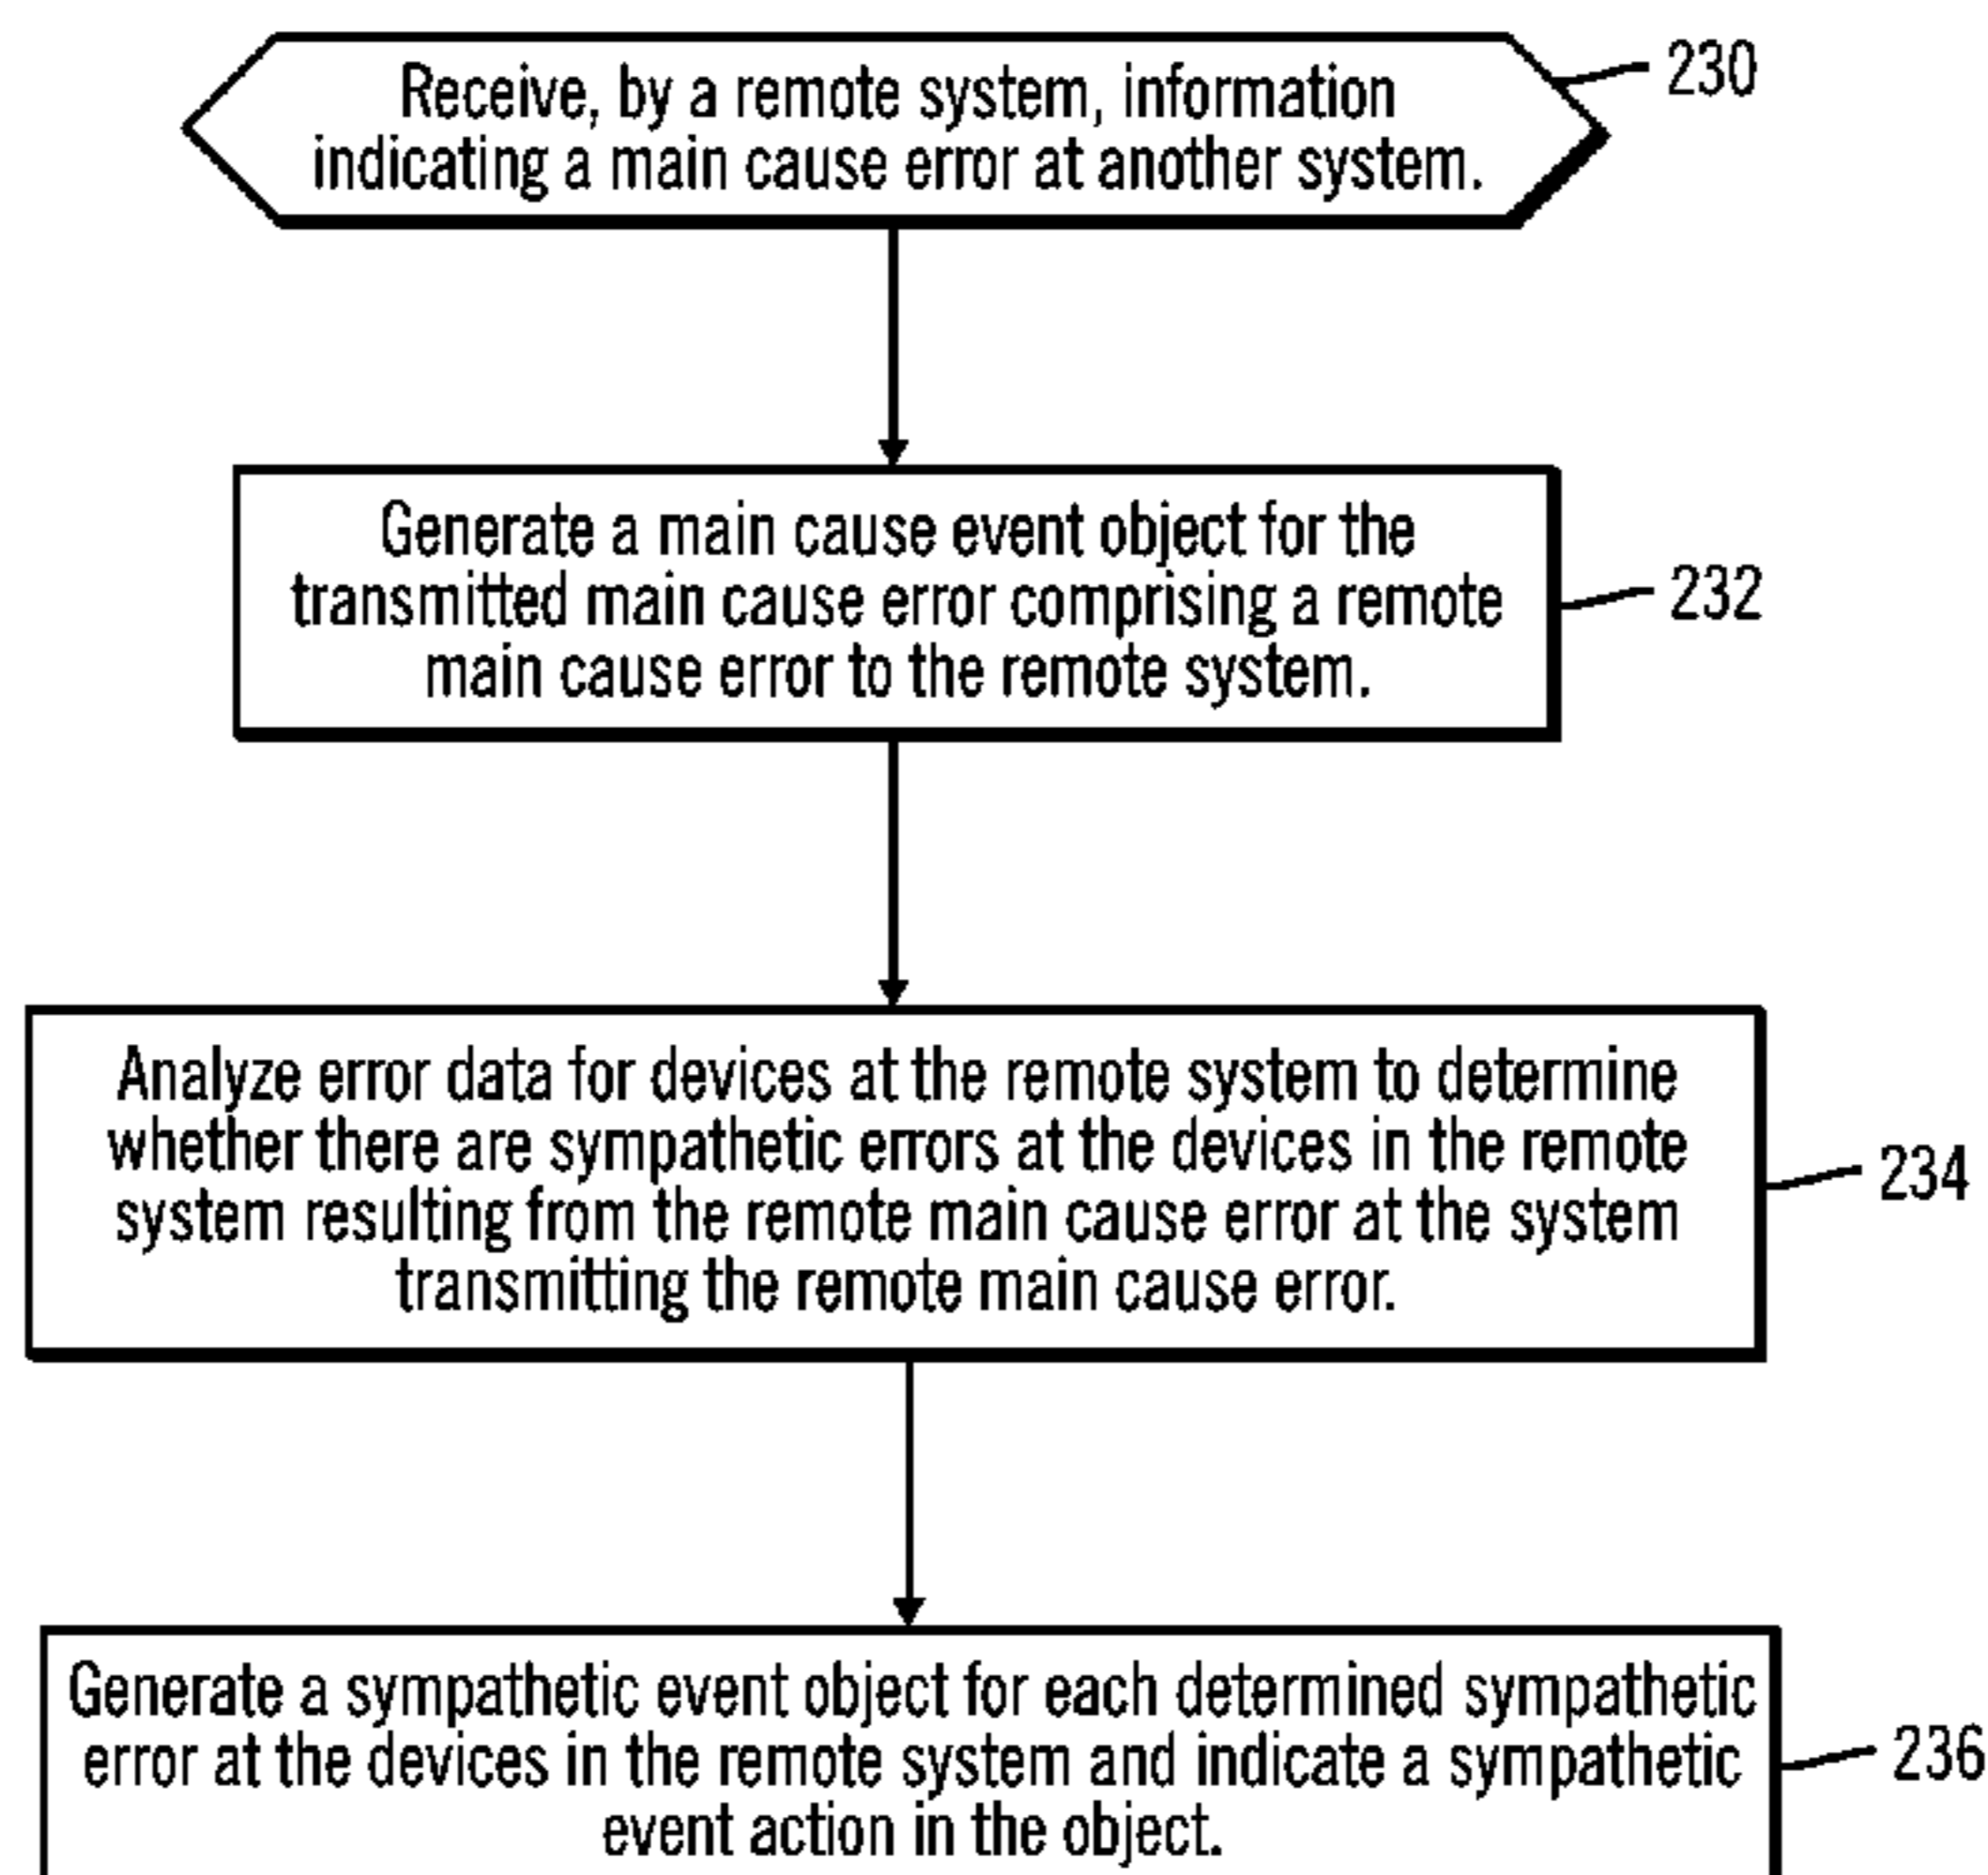 Receive, by a remote system, information
indicating a main cause error at another system.
230
Generate a main cause event object for the
transmitted main cause error comprising a remote
main cause error to the remote system.
232
Analyze error data for devices at the remote system to determine
whether there are sympathetic errors at the devices in the remote
system resulting from the remote main cause error at the system
transmitting the remote main cause error.
234
Generate a sympathetic event object for each determined sympathetic
error at the devices in the remote system and indicate a sympathetic
event action in the object.
236